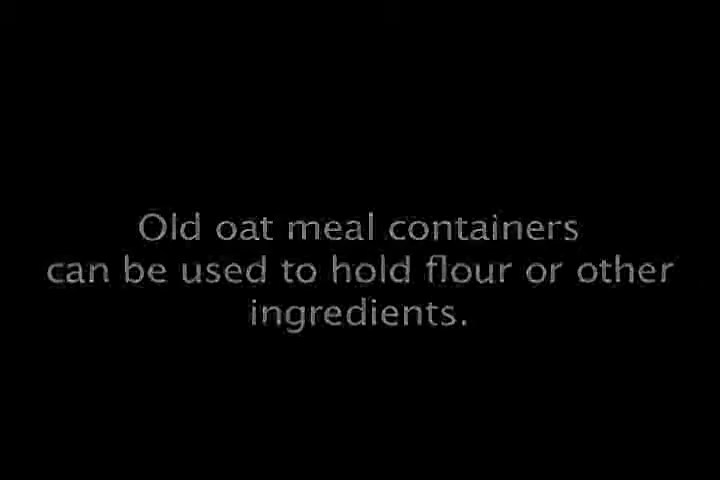 Old oat meal containers
can be used to hold flour or other
ingredients.